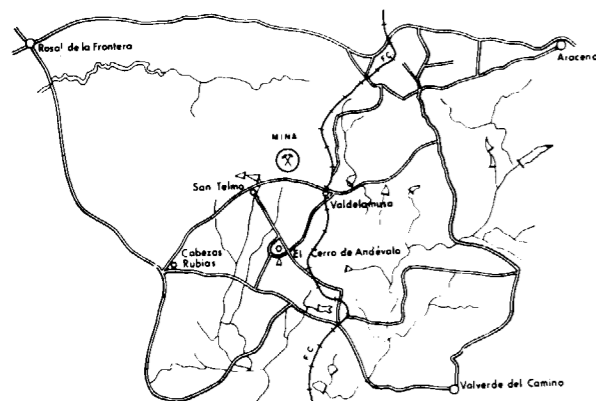 Rosal de la Frontera
F.C.
Aracena
MINA
San Telmo
Valdelamusa
El Cerro de Andévalo
Cabezas
Rubias
F.C.
Valverde del Camino